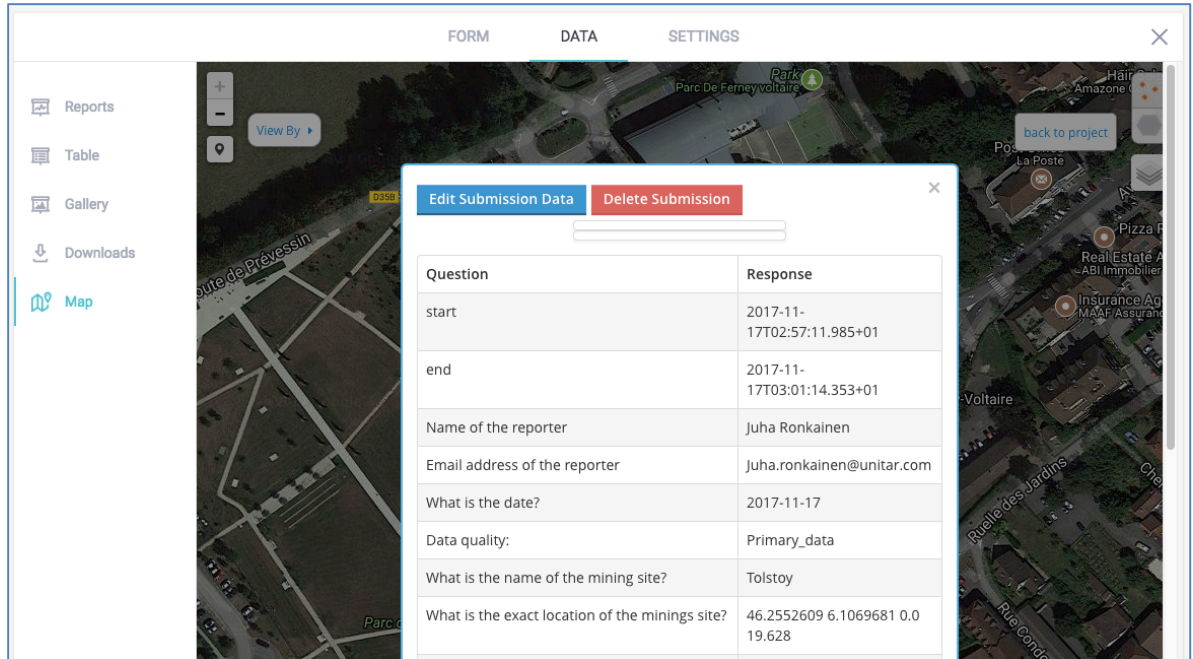 FORM
DATA
SETTINGS
Reports
Table
Gallery
Downloads
Map
View By
Park
Parc De Ferney voltaire
Hair
Amazone
back to project
La Poste
D35B
oute de Prévessin
Pizza
Real Estate A
ABI Immobilier
Insurance Ag
MAAF Assuranc
-Voltaire
Ruelle des Jardins
Che
Rue Cond
Parc
Edit Submission Data
Delete Submission
Question Response
start 2017-11-
17T02:57:11.985+01
end 2017-11-
17T03:01:14.353+01
Name of the reporter Juha Ronkainen
Email address of the reporter Juha.ronkainen@unitar.com
What is the date? 2017-11-17
Data quality: Primary_data
What is the name of the mining site? Tolstoy
What is the exact location of the minings site? 46.2552609 6.1069681 0.0
19.628